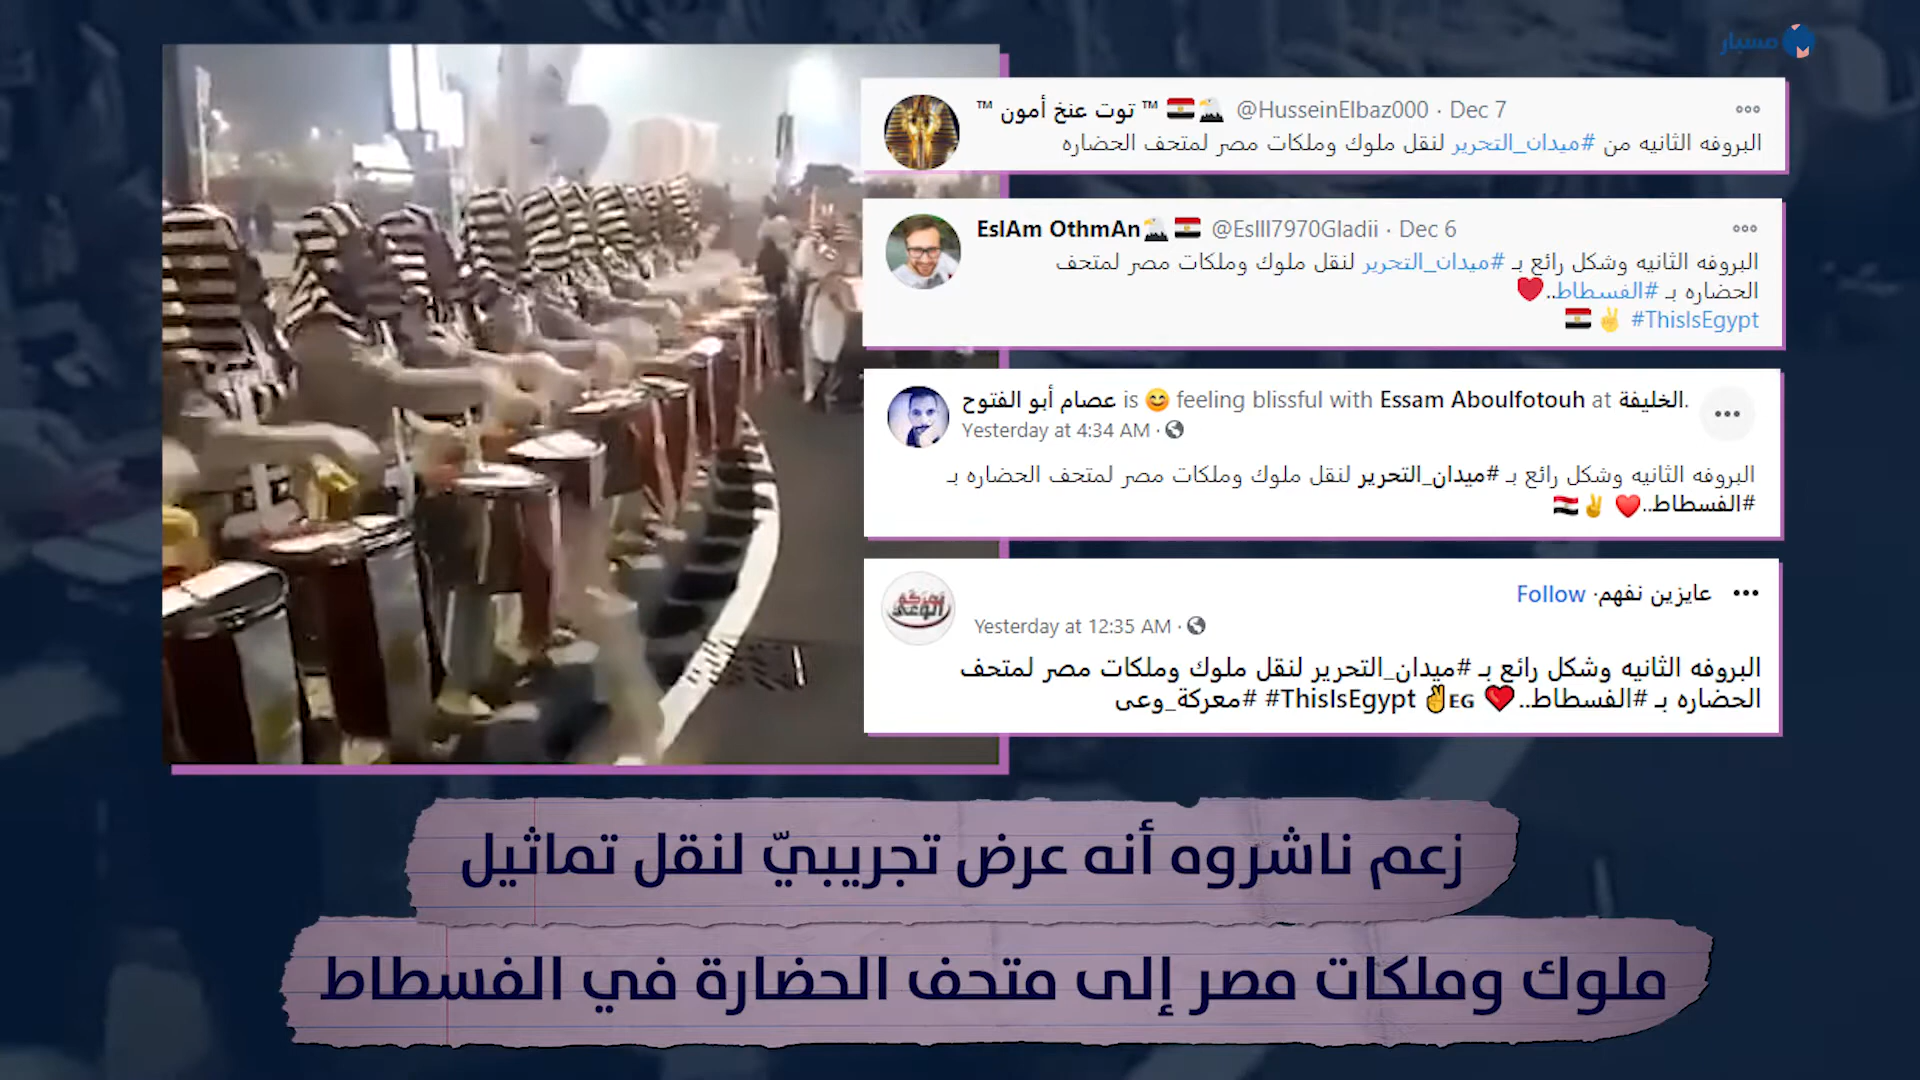 مسبار
™ توت عنخ أمون ™ @HusseinElbaz000 · Dec 7
البروفه الثانيه من #ميدان_التحرير لنقل ملوك وملكات مصر لمتحف الحضاره
EslAm OthmAn @Eslll7970Gladii · Dec 6
البروفه الثانيه وشكل رائع بـ #ميدان_التحرير لنقل ملوك وملكات مصر لمتحف
الحضاره بـ #الفسطاط..
#ThisIsEgypt
عصام أبو الفتوح is feeling blissful with Essam Aboulfotouh at الخليفة.
Yesterday at 4:34 AM ·
البروفه الثانيه وشكل رائع بـ #ميدان_التحرير لنقل ملوك وملكات مصر لمتحف الحضاره بـ
#الفسطاط..
معركة الوعي
عايزين نفهم · Follow
Yesterday at 12:35 AM ·
البروفه الثانيه وشكل رائع بـ #ميدان_التحرير لنقل ملوك وملكات مصر لمتحف
الحضاره بـ #الفسطاط.. EG #ThisIsEgypt #معركة_وعى
زعم ناشروه أنه عرض تجريبيّ لنقل تماثيل
ملوك وملكات مصر إلى متحف الحضارة في الفسطاط